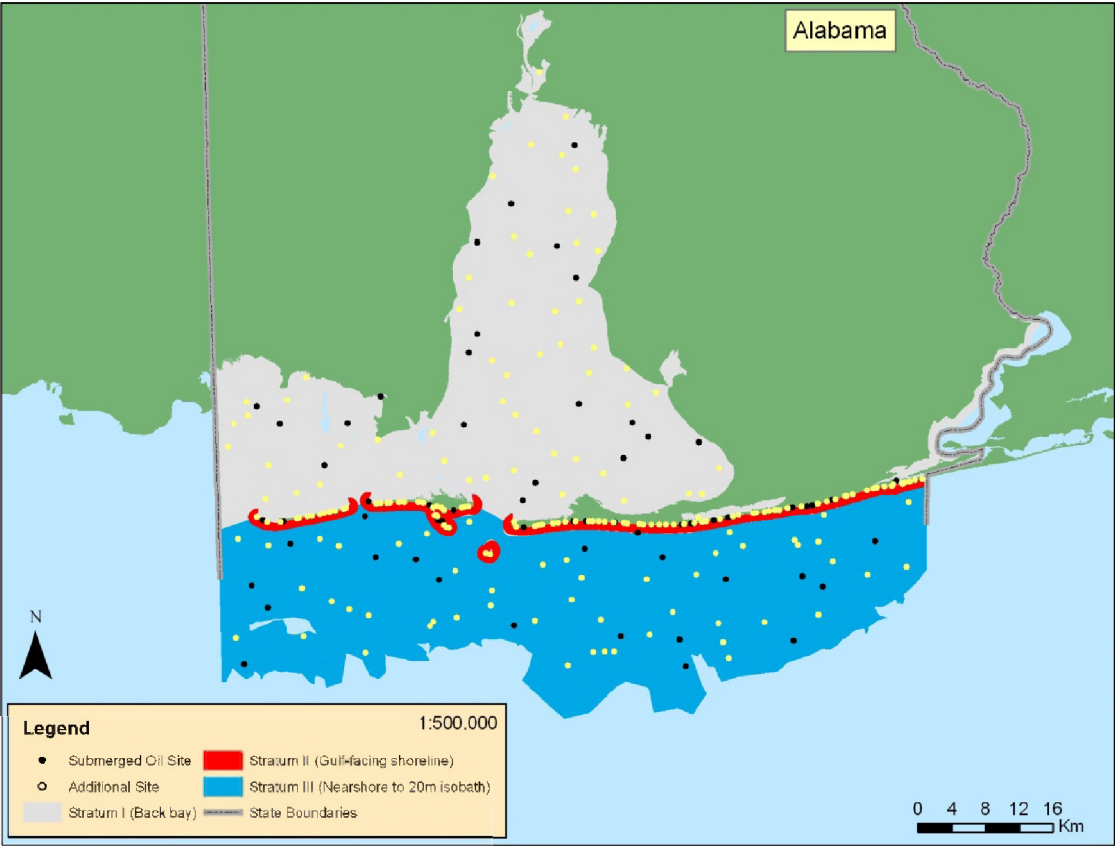 Alabama
N
Legend
1:500,000
Submerged Oil Site
Stratum II (Gulf-facing shoreline)
Additional Site
Stratum III (Nearshore to 20m isobath)
Stratum I (Back bay)
State Boundaries
0 4 8 12 16
Km